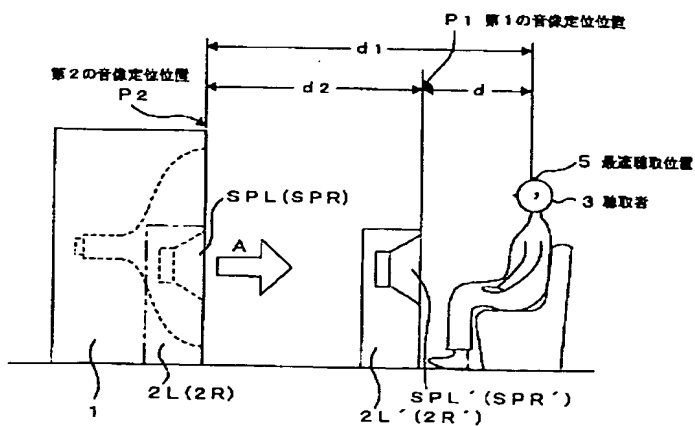 P1 第1の音像定位位置
d1
第2の音像定位位置
P2
d2
d
5 最適聴取位置
3 聴取者
SPL(SPR)
A
1
2L(2R)
2L´(2R´)
SPL´(SPR´)